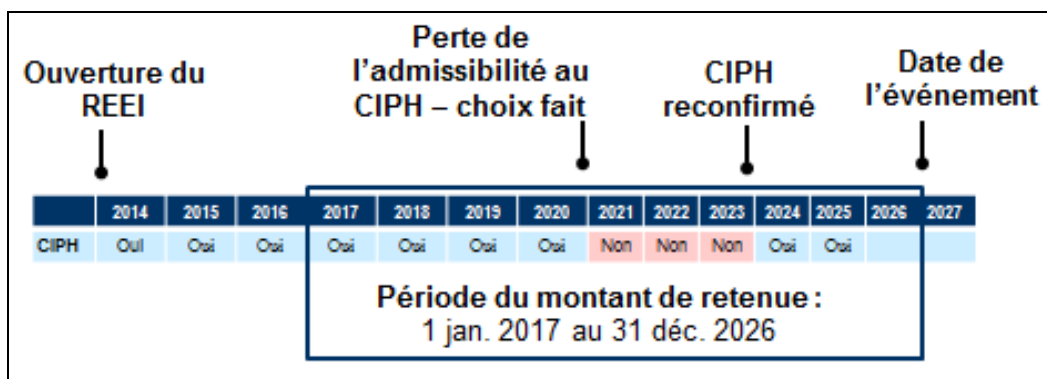 Ouverture du
REEI
Perte de
l'admissibilité au
CIPH – choix fait
CIPH
reconfirmé
Date de
l'événement
2014 2015 2016 2017 2018 2019 2020 2021 2022 2023 2024 2025 2026 2027
CIPH Oui Oui Oui Oui Oui Oui Oui Non Non Non Oui Oui
Période du montant de retenue :
1 jan. 2017 au 31 déc. 2026